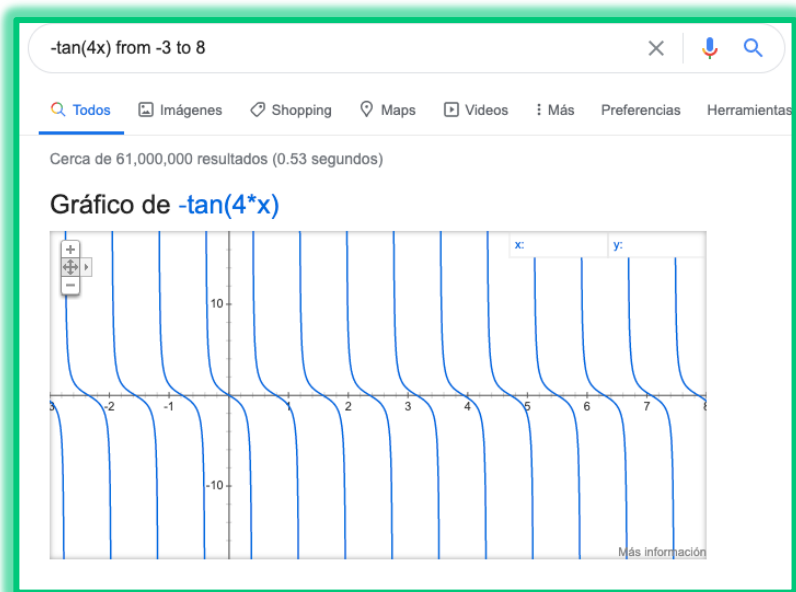 -tan(4x) from -3 to 8
Todos Imágenes Shopping Maps Videos Más Preferencias Herramientas
Cerca de 61,000,000 resultados (0.53 segundos)
Gráfico de -tan(4*x)
x: y:
10
3 -2 -1 1 2 3 4 5 6 7 8
-10
Más información